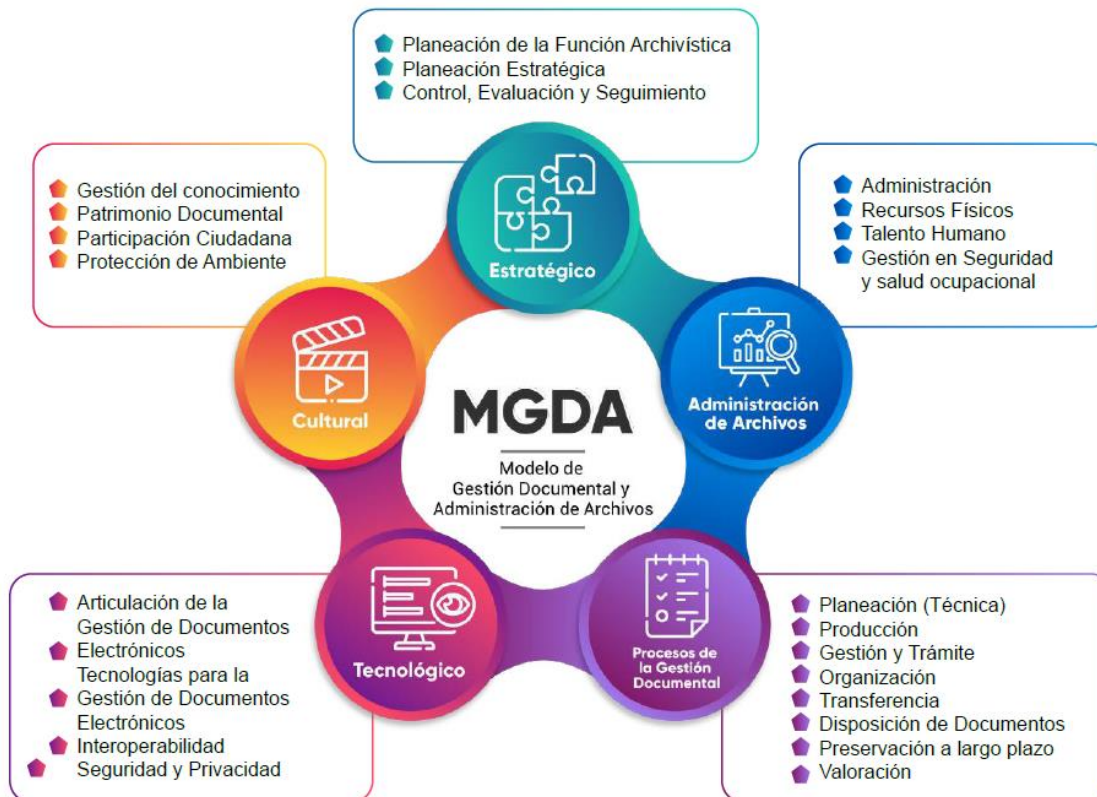 Planeación de la Función Archivística
Planeación Estratégica
Control, Evaluación y Seguimiento
Estratégico
Gestión del conocimiento
Patrimonio Documental
Participación Ciudadana
Protección de Ambiente
Cultural
Administración
Recursos Físicos
Talento Humano
Gestión en Seguridad
y salud ocupacional
Administración
de Archivos
MGDA
Modelo de
Gestión Documental y
Administración de Archivos
Articulación de la
Gestión de Documentos
Electrónicos
Tecnologías para la
Gestión de Documentos
Electrónicos
Interoperabilidad
Seguridad y Privacidad
Tecnológico
Procesos de
la Gestión
Documental
Planeación (Técnica)
Producción
Gestión y Trámite
Organización
Transferencia
Disposición de Documentos
Preservación a largo plazo
Valoración